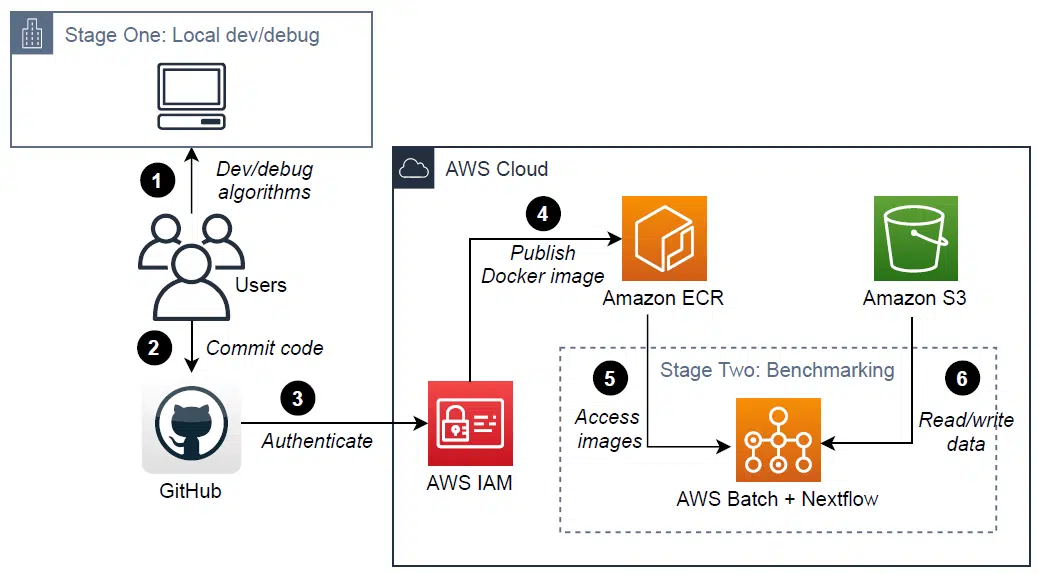 Stage One: Local dev/debug
1
Dev/debug
algorithms
Users
2
Commit code
GitHub
3
Authenticate
AWS Cloud
AWS IAM
4
Publish
Docker image
Amazon ECR
Amazon S3
Stage Two: Benchmarking
5
Access
images
6
Read/write
data
AWS Batch + Nextflow